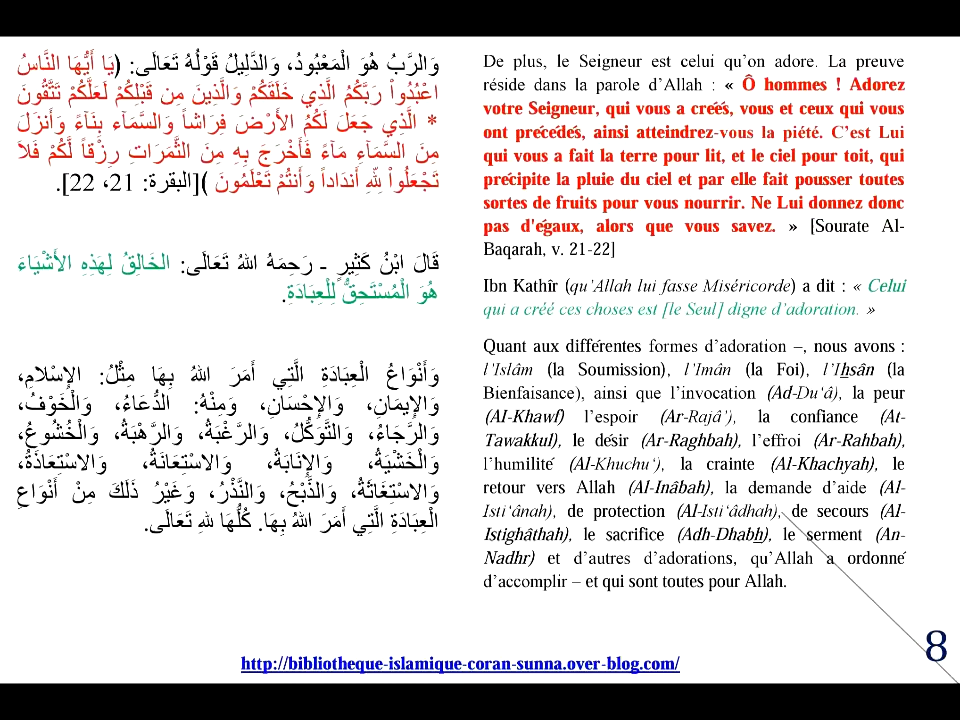 وَالرَّبُّ هُوَ الْمَعْبُودُ، وَالدَّلِيلُ قَوْلُهُ تَعَالَى: (يَا أَيُّهَا النَّاسُ
اعْبُدُواْ رَبَّكُمُ الَّذِي خَلَقَكُمْ وَالَّذِينَ مِن قَبْلِكُمْ لَعَلَّكُمْ تَتَّقُونَ
* الَّذِي جَعَلَ لَكُمُ الأَرْضَ فِرَاشاً وَالسَّمَاء بِنَاءً وَأَنزَلَ
مِنَ السَّمَاءِ مَاءً فَأَخْرَجَ بِهِ مِنَ الثَّمَرَاتِ رِزْقاً لَّكُمْ فَلاَ
تَجْعَلُواْ لِلّهِ أَندَاداً وَأَنتُمْ تَعْلَمُونَ )[البقرة: 21، 22].
قَالَ ابْنُ كَثِيرٍ ـ رَحِمَهُ اللهُ تَعَالَى: الخَالِقُ لِهَذِهِ الأَشْيَاءَ
هُوَ الْمُسْتَحِقُّ لِلْعِبَادَةِ.
وَأَنْوَاعُ الْعِبَادَةِ الَّتِي أَمَرَ اللهُ بِهَا مِثْلُ: الإِسْلامِ،
وَالإِيمَانِ، وَالإِحْسَانِ، وَمِنْهُ: الدُّعَاءُ، وَالْخَوْفُ،
وَالرَّجَاءُ، وَالتَّوَكُّلُ، وَالرَّغْبَةُ، وَالرَّهْبَةُ، وَالْخُشُوعُ،
وَالْخَشْيَةُ، وَالإِنَابَةُ، وَالاسْتِعَانَةُ، وَالاسْتِعَاذَةُ،
وَالاسْتِغَاثَةُ، وَالذَّبْحُ، وَالنَّذْرُ، وَغَيْرُ ذَلَكَ مِنْ أَنْوَاعِ
الْعِبَادَةِ الَّتِي أَمَرَ اللهُ بِهَا. كُلُّهَا للهِ تَعَالَى.
De plus, le Seigneur est celui qu'on adore. La preuve
réside dans la parole d'Allah : « Ô hommes ! Adorez
votre Seigneur, qui vous a créés, vous et ceux qui vous
ont précédés, ainsi atteindrez-vous la piété. C'est Lui
qui vous a fait la terre pour lit, et le ciel pour toit, qui
précipite la pluie du ciel et par elle fait pousser toutes
sortes de fruits pour vous nourrir. Ne Lui donnez donc
pas d'égaux, alors que vous savez. » [Sourate Al-
Baqarah, v. 21-22]
Ibn Kathîr (qu'Allah lui fasse Miséricorde) a dit : « Celui
qui a créé ces choses est [le Seul] digne d'adoration. »
Quant aux différentes formes d'adoration –, nous avons :
l'Islâm (la Soumission), l'Imân (la Foi), l'Ihsân (la
Bienfaisance), ainsi que l'invocation (Ad-Du'â), la peur
(Al-Khawf) l'espoir (Ar-Rajâ'), la confiance (At-
Tawakkul), le désir (Ar-Raghbah), l'effroi (Ar-Rahbah),
l'humilité (Al-Khuchu'), la crainte (Al-Khachyah), le
retour vers Allah (Al-Inâbah), la demande d'aide (Al-
Isti'ânah), de protection (Al-Isti'âdhah), de secours (Al-
Istighâthah), le sacrifice (Adh-Dhabh), le serment (An-
Nadhr) et d'autres d'adorations, qu'Allah a ordonné
d'accomplir – et qui sont toutes pour Allah.
8
http://bibliotheque-islamique-coran-sunna.over-blog.com/